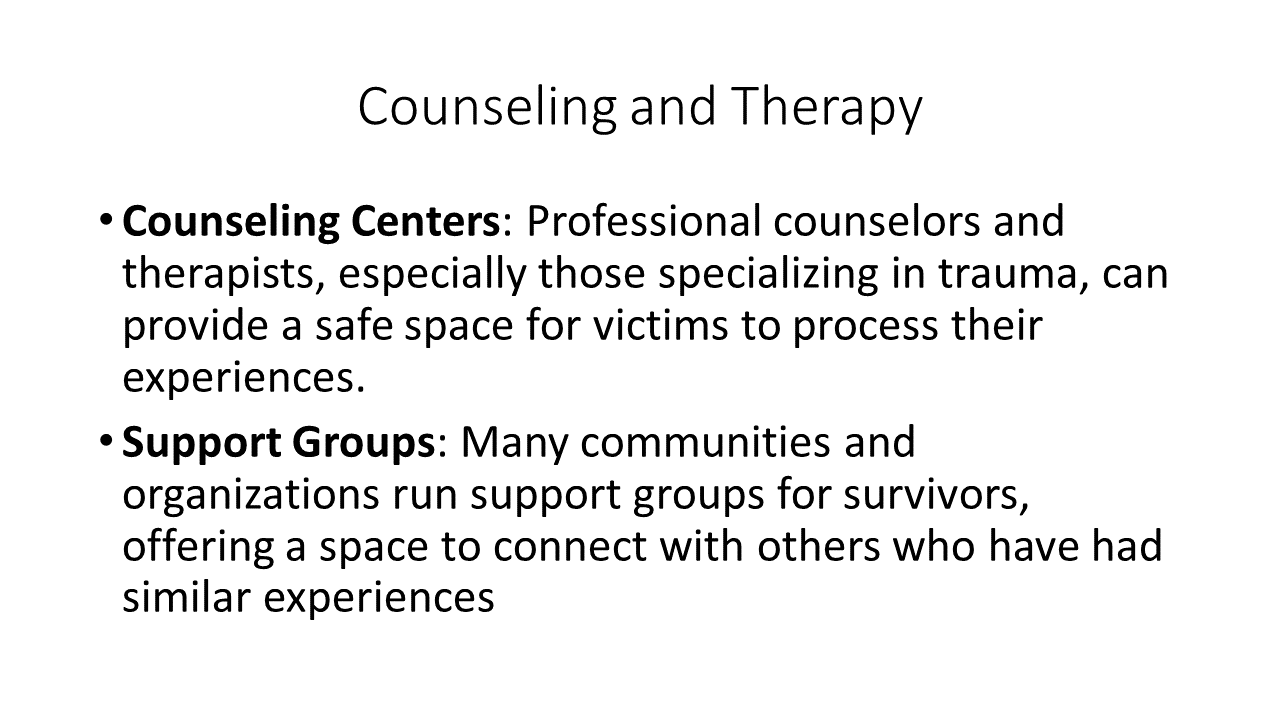 Counseling and Therapy
• Counseling Centers: Professional counselors and
therapists, especially those specializing in trauma, can
provide a safe space for victims to process their
experiences.
• Support Groups: Many communities and
organizations run support groups for survivors,
offering a space to connect with others who have had
similar experiences